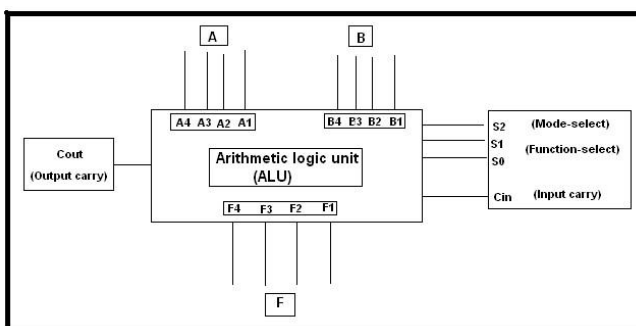 A
B
A4 A3 A2 A1
B4 B3 B2 B1
S2 (Mode-select)
S1 (Function-select)
S0
Cin (Input carry)
Cout
(Output carry)
Arithmetic logic unit
(ALU)
F4 F3 F2 F1
F